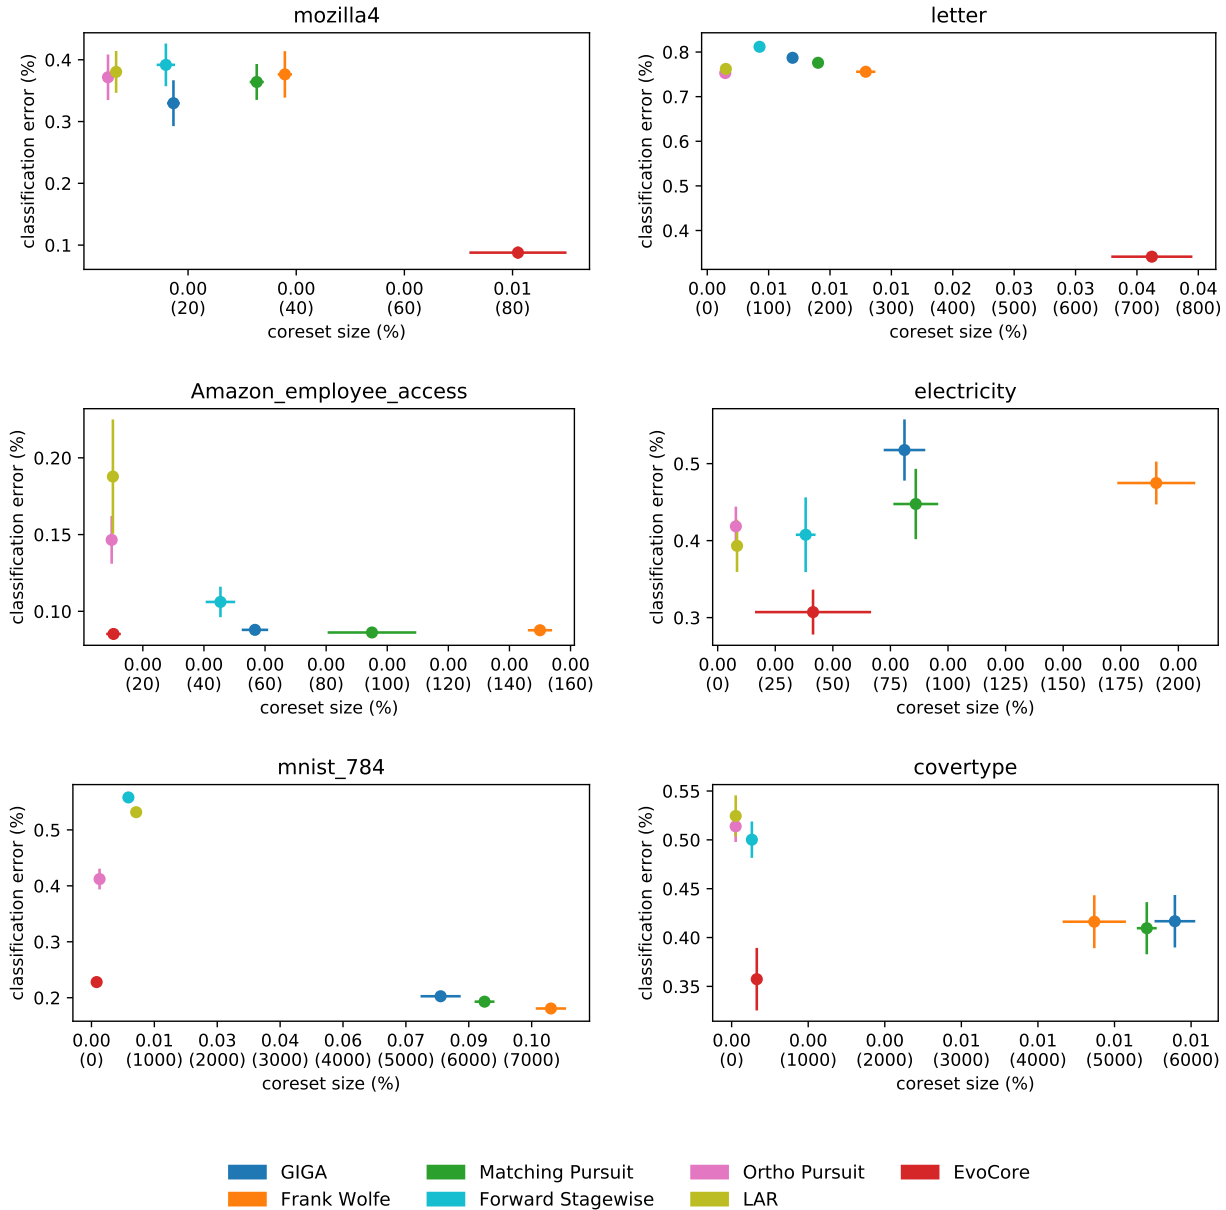 mozilla4
classification error (%)
0.4
0.3
0.2
0.1
0.00 0.00 0.00 0.01
(20) (40) (60) (80)
coreset size (%)
letter
classification error (%)
0.8
0.7
0.6
0.5
0.4
0.00 0.01 0.01 0.01 0.02 0.03 0.03 0.04 0.04
(0) (100) (200) (300) (400) (500) (600) (700) (800)
coreset size (%)
Amazon_employee_access
classification error (%)
0.20
0.15
0.10
0.00 0.00 0.00 0.00 0.00 0.00 0.00 0.00
(20) (40) (60) (80) (100) (120) (140) (160)
coreset size (%)
electricity
classification error (%)
0.5
0.4
0.3
0.00 0.00 0.00 0.00 0.00 0.00 0.00 0.00 0.00
(0) (25) (50) (75) (100) (125) (150) (175) (200)
coreset size (%)
mnist_784
classification error (%)
0.5
0.4
0.3
0.2
0.00 0.01 0.03 0.04 0.06 0.07 0.09 0.10
(0) (1000) (2000) (3000) (4000) (5000) (6000) (7000)
coreset size (%)
covertype
classification error (%)
0.55
0.50
0.45
0.40
0.35
0.00 0.00 0.00 0.01 0.01 0.01 0.01
(0) (1000) (2000) (3000) (4000) (5000) (6000)
coreset size (%)
GIGA Matching Pursuit Ortho Pursuit EvoCore
Frank Wolfe Forward Stagewise LAR